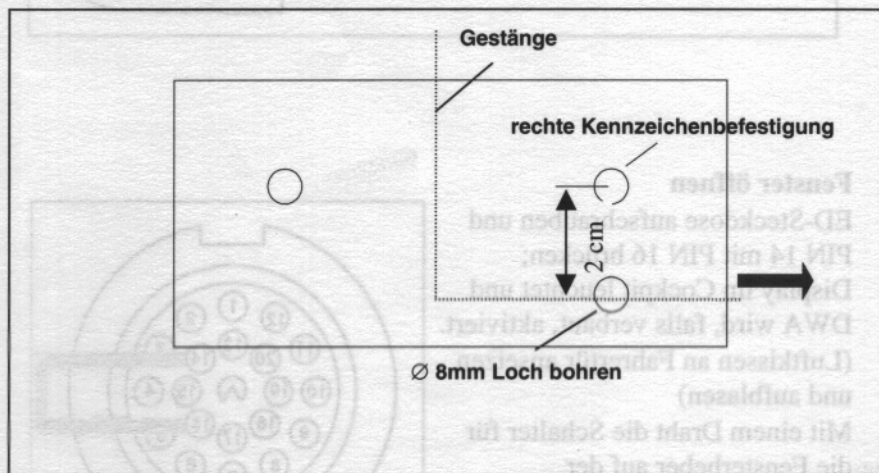 Gestänge
rechte Kennzeichenbefestigung
2 cm
Ø 8mm Loch bohren
Fenster öffnen
ED-Steckdose aufschrauben und
PIN 14 mit PIN 16 brücken;
Display im Cockpit leuchtet und
DWA wird, falls verbaut, aktiviert.
(Luftkissen an Fahrertür ansetzen
und aufblasen)
Mit einem Draht die Schalter für
die Fensterheber auf der